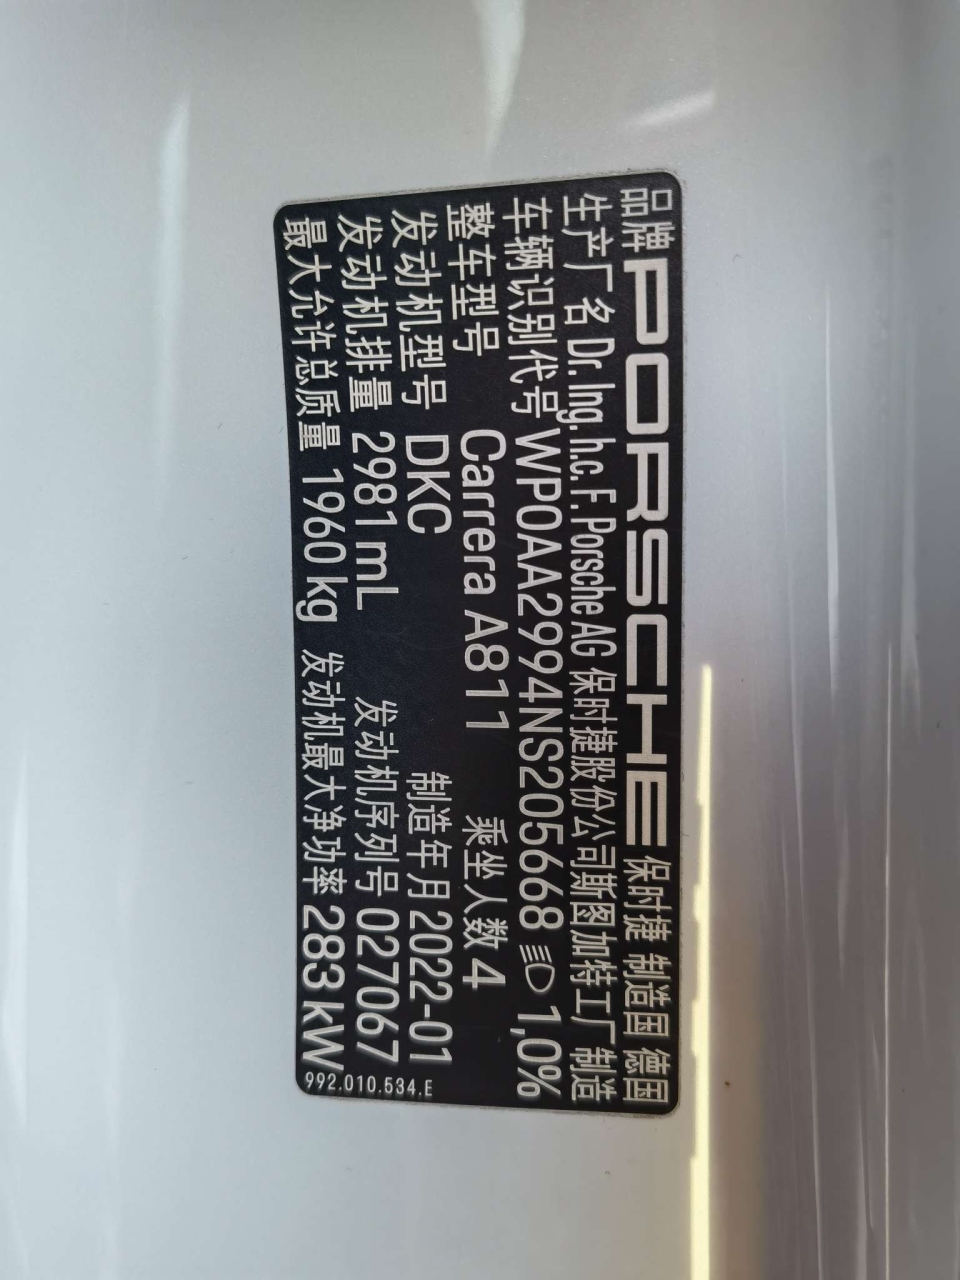 品牌 PORSCHE 保时捷 制造国 德国
生产厂名 Dr. Ing. h.c. F. Porsche AG 保时捷股份公司斯图加特工厂制造
车辆识别代号 WP0AA2994NS205668 1,0%
整车型号 Carrera A811 乘坐人数 4
发动机型号 DKC 制造年月 2022-01
发动机排量 2981 mL 发动机序列号 027067
最大允许总质量 1960 kg 发动机最大净功率 283 kW
992.010.534.E